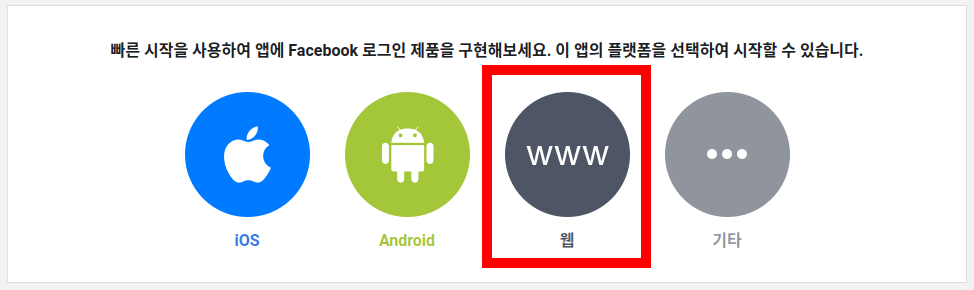 빠른 시작을 사용하여 앱에 Facebook 로그인 제품을 구현해보세요. 이 앱의 플랫폼을 선택하여 시작할 수 있습니다.
www
iOS
Android
웹
기타